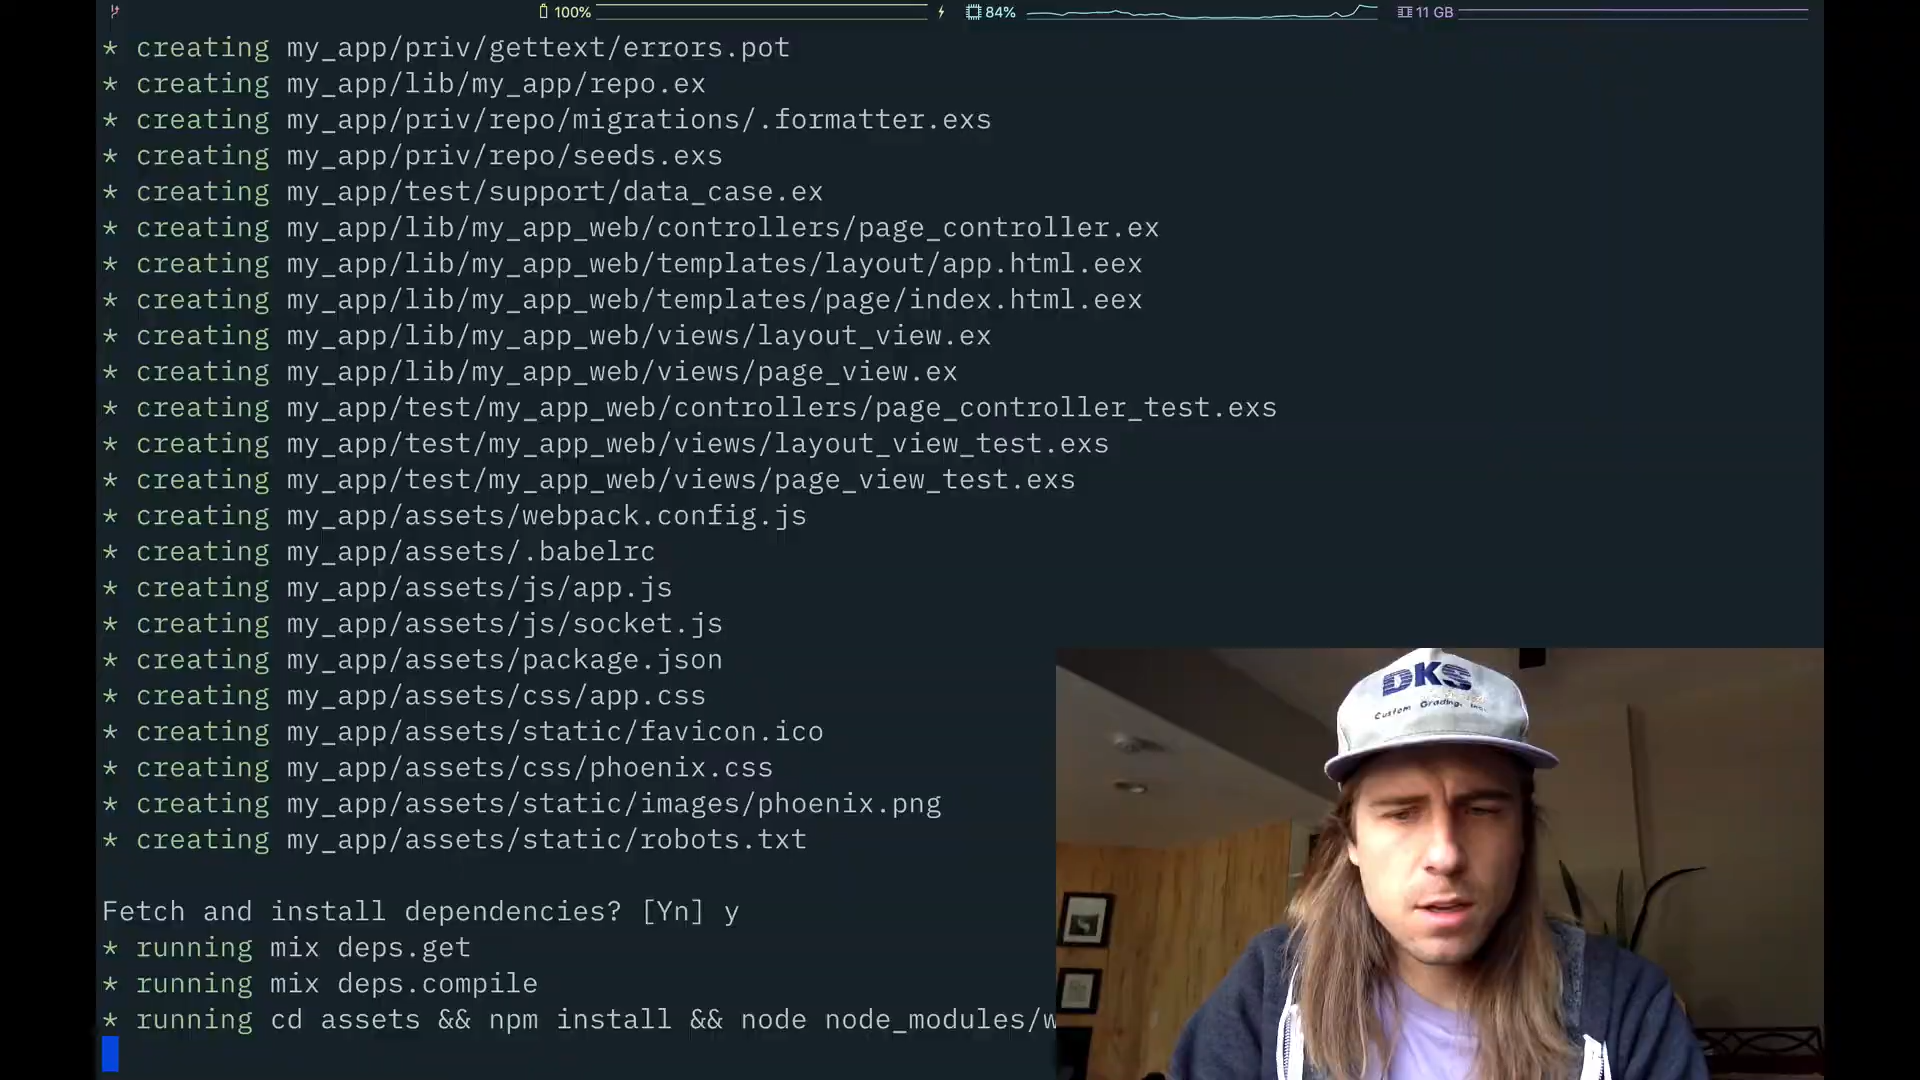 100% 84% 11 GB
* creating my_app/priv/gettext/errors.pot
* creating my_app/lib/my_app/repo.ex
* creating my_app/priv/repo/migrations/.formatter.exs
* creating my_app/priv/repo/seeds.exs
* creating my_app/test/support/data_case.ex
* creating my_app/lib/my_app_web/controllers/page_controller.ex
* creating my_app/lib/my_app_web/templates/layout/app.html.eex
* creating my_app/lib/my_app_web/templates/page/index.html.eex
* creating my_app/lib/my_app_web/views/layout_view.ex
* creating my_app/lib/my_app_web/views/page_view.ex
* creating my_app/test/my_app_web/controllers/page_controller_test.exs
* creating my_app/test/my_app_web/views/layout_view_test.exs
* creating my_app/test/my_app_web/views/page_view_test.exs
* creating my_app/assets/webpack.config.js
* creating my_app/assets/.babelrc
* creating my_app/assets/js/app.js
* creating my_app/assets/js/socket.js
* creating my_app/assets/package.json
* creating my_app/assets/css/app.css
* creating my_app/assets/static/favicon.ico
* creating my_app/assets/css/phoenix.css
* creating my_app/assets/static/images/phoenix.png
* creating my_app/assets/static/robots.txt
Fetch and install dependencies? [Yn] y
* running mix deps.get
* running mix deps.compile
* running cd assets && npm install && node node_modules/w
DKS
Custom Grading, Inc.